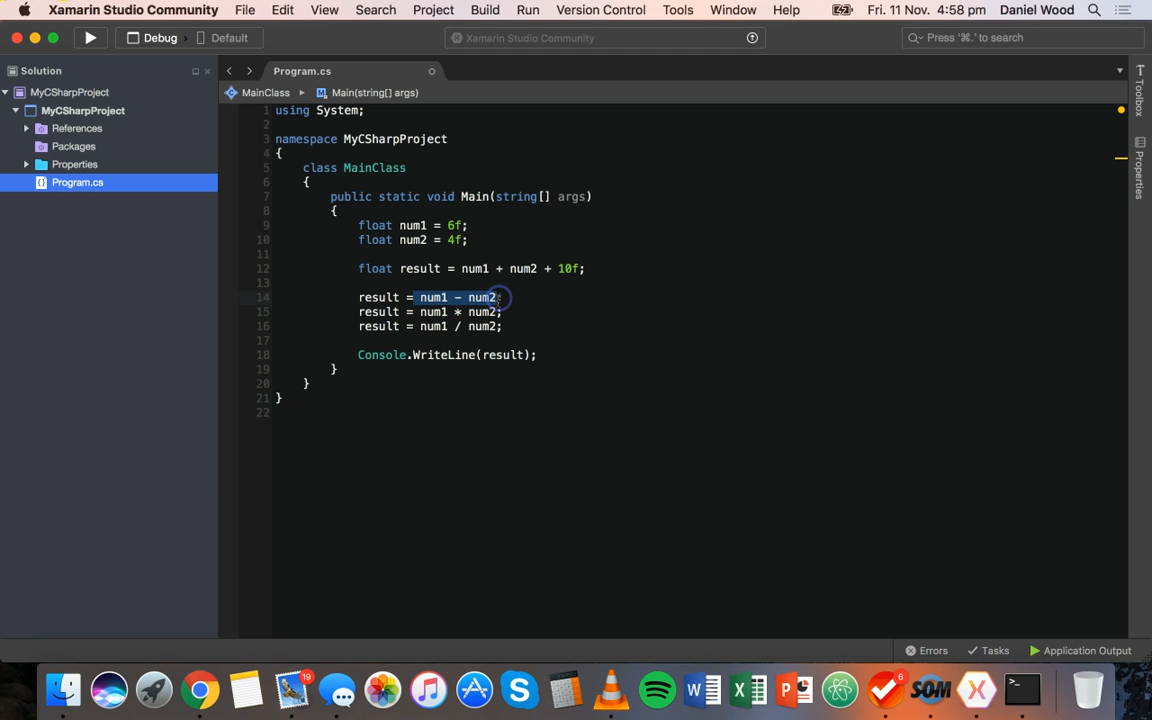 Xamarin Studio Community File Edit View Search Project Build Run Version Control Tools Window Help Fri. 11 Nov. 4:58 pm Daniel Wood
Debug Default Xamarin Studio Community Press '⌘.' to search
Solution
MyCSharpProject
MyCSharpProject
References
Packages
Properties
Program.cs
Program.cs
MainClass Main(string[] args)
1 using System;
2
3 namespace MyCSharpProject
4 {
5 class MainClass
6 {
7 public static void Main(string[] args)
8 {
9 float num1 = 6f;
10 float num2 = 4f;
11
12 float result = num1 + num2 + 10f;
13
14 result = num1 - num2;
15 result = num1 * num2;
16 result = num1 / num2;
17
18 Console.WriteLine(result);
19 }
20 }
21 }
22
Toolbox
Properties
Errors Tasks Application Output
19
6
SOM